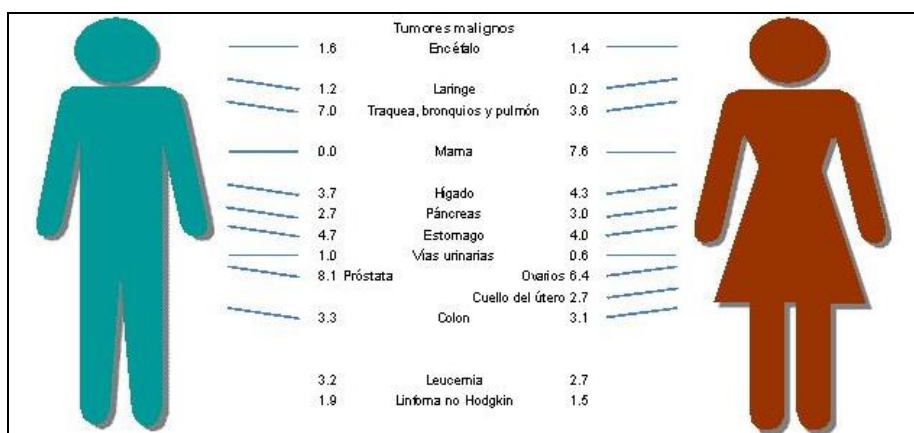 Tumores malignos
1.6 Encéfalo 1.4
1.2 Laringe 0.2
7.0 Traquea, bronquios y pulmón 3.6
0.0 Mama 7.6
3.7 Hígado 4.3
2.7 Páncreas 3.0
4.7 Estomago 4.0
1.0 Vías urinarias 0.6
8.1 Próstata Ovarios 6.4
Cuello del útero 2.7
3.3 Colon 3.1
3.2 Leucemia 2.7
1.9 Linfoma no Hodgkin 1.5